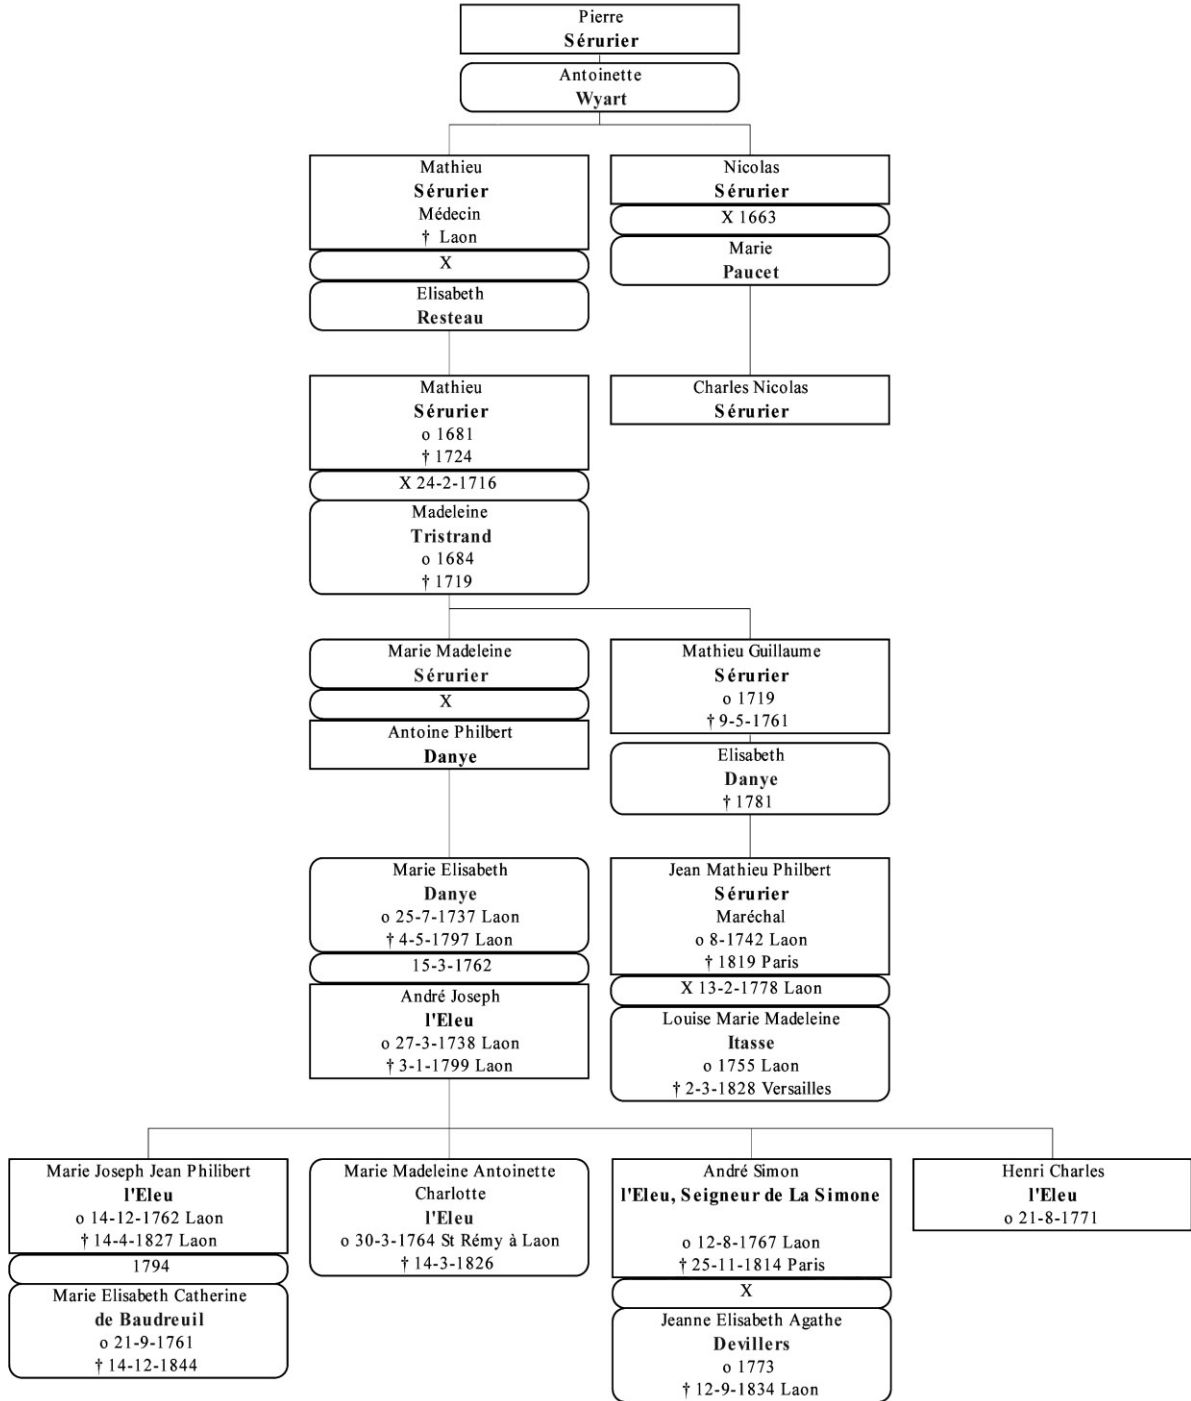 Pierre
Sérurier
Antoinette
Wyart
Mathieu
Sérurier
Médecin
† Laon
X
Elisabeth
Resteau
Nicolas
Sérurier
X 1663
Marie
Paucet
Mathieu
Sérurier
o 1681
† 1724
X 24-2-1716
Madeleine
Tristrand
o 1684
† 1719
Charles Nicolas
Sérurier
Marie Madeleine
Sérurier
X
Antoine Philbert
Danye
Mathieu Guillaume
Sérurier
o 1719
† 9-5-1761
Elisabeth
Danye
† 1781
Marie Elisabeth
Danye
o 25-7-1737 Laon
† 4-5-1797 Laon
15-3-1762
André Joseph
l'Eleu
o 27-3-1738 Laon
† 3-1-1799 Laon
Jean Mathieu Philbert
Sérurier
Maréchal
o 8-1742 Laon
† 1819 Paris
X 13-2-1778 Laon
Louise Marie Madeleine
Itasse
o 1755 Laon
† 2-3-1828 Versailles
Marie Joseph Jean Philibert
l'Eleu
o 14-12-1762 Laon
† 14-4-1827 Laon
1794
Marie Elisabeth Catherine
de Baudreuil
o 21-9-1761
† 14-12-1844
Marie Madeleine Antoinette
Charlotte
l'Eleu
o 30-3-1764 St Rémy à Laon
† 14-3-1826
André Simon
l'Eleu, Seigneur de La Simone
o 12-8-1767 Laon
† 25-11-1814 Paris
X
Jeanne Elisabeth Agathe
Devillers
o 1773
† 12-9-1834 Laon
Henri Charles
l'Eleu
o 21-8-1771